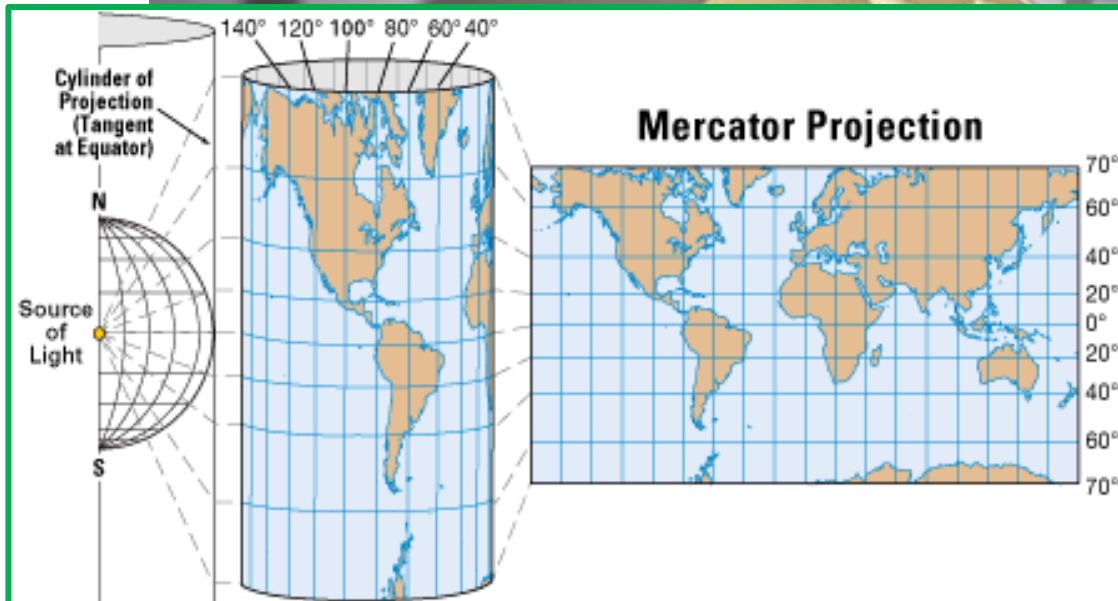 140° 120° 100° 80° 60° 40°
Cylinder of
Projection
(Tangent
at Equator)
Mercator Projection
N
Source
of
Light
S
70°
60°
40°
20°
0°
20°
40°
60°
70°